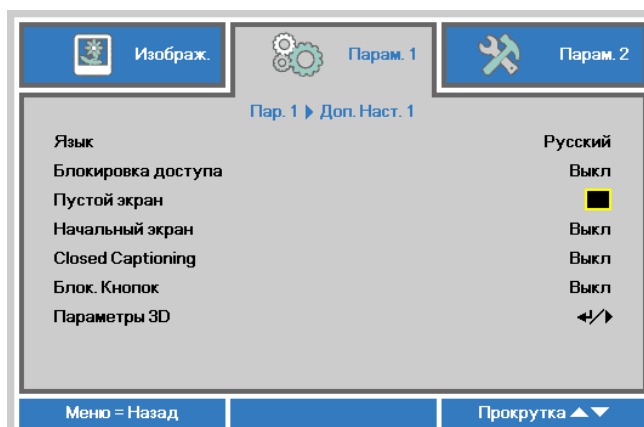 Изображ. Парам. 1 Парам. 2
Пар. 1 Доп. Наст. 1
Язык Русский
Блокировка доступа Выкл
Пустой экран
Начальный экран Выкл
Closed Captioning Выкл
Блок. Кнопок Выкл
Параметры 3D
Меню = Назад Прокрутка